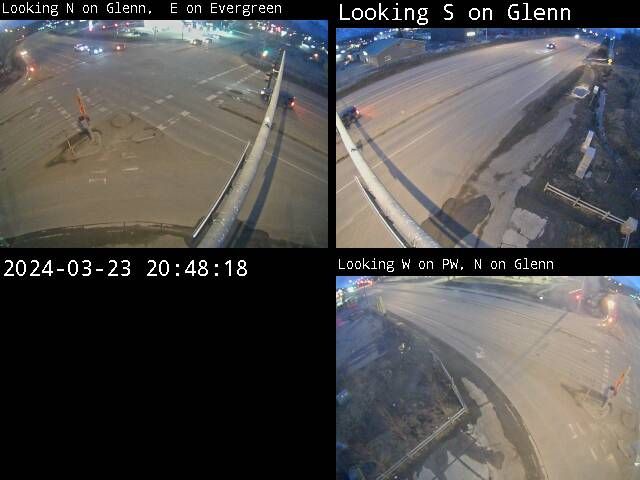 Looking N on Glenn, E on Evergreen
Looking S on Glenn
2024-03-23 20:48:18
Looking W on PW, N on Glenn